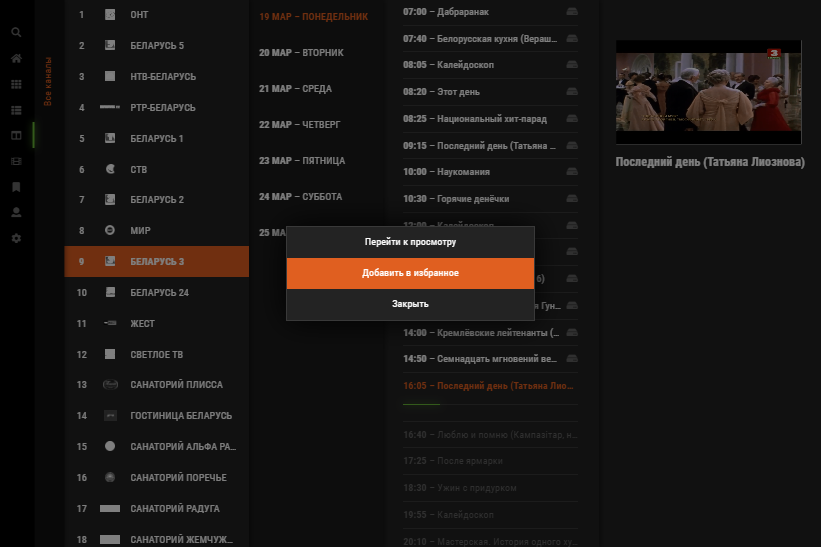 Все каналы
1 ОНТ
2 БЕЛАРУСЬ 5
3 НТВ-БЕЛАРУСЬ
4 РТР-БЕЛАРУСЬ
5 БЕЛАРУСЬ 1
6 СТВ
7 БЕЛАРУСЬ 2
8 МИР
9 БЕЛАРУСЬ 3
10 БЕЛАРУСЬ 24
11 ЖЕСТ
12 СВЕТЛОЕ ТВ
13 САНАТОРИЙ ПЛИССА
14 ГОСТИНИЦА БЕЛАРУСЬ
15 САНАТОРИЙ АЛЬФА РА...
16 САНАТОРИЙ ПОРЕЧЬЕ
17 САНАТОРИЙ РАДУГА
18 САНАТОРИЙ ЖЕМЧУЖ...
19 МАР – ПОНЕДЕЛЬНИК
20 МАР – ВТОРНИК
21 МАР – СРЕДА
22 МАР – ЧЕТВЕРГ
23 МАР – ПЯТНИЦА
24 МАР – СУББОТА
25 МА
07:00 – Дабраранак
07:40 – Белорусская кухня (Вераш...
08:05 – Калейдоскоп
08:20 – Этот день
08:25 – Национальный хит-парад
09:15 – Последний день (Татьяна ...
10:00 – Наукомания
10:30 – Горячие денёчки
12:00 – Калейдоскоп
6)
я Гун...
14:00 – Кремлёвские лейтенанты (...
14:50 – Семнадцать мгновений ве...
16:05 – Последний день (Татьяна Лио...
16:40 – Люблю и помню (Кампазітар, н...
17:25 – После ярмарки
18:30 – Ужин с придурком
19:55 – Калейдоскоп
20:10 – Мастерская. История одного ху...
Перейти к просмотру
Добавить в избранное
Закрыть
3
Последний день (Татьяна Лиознова)